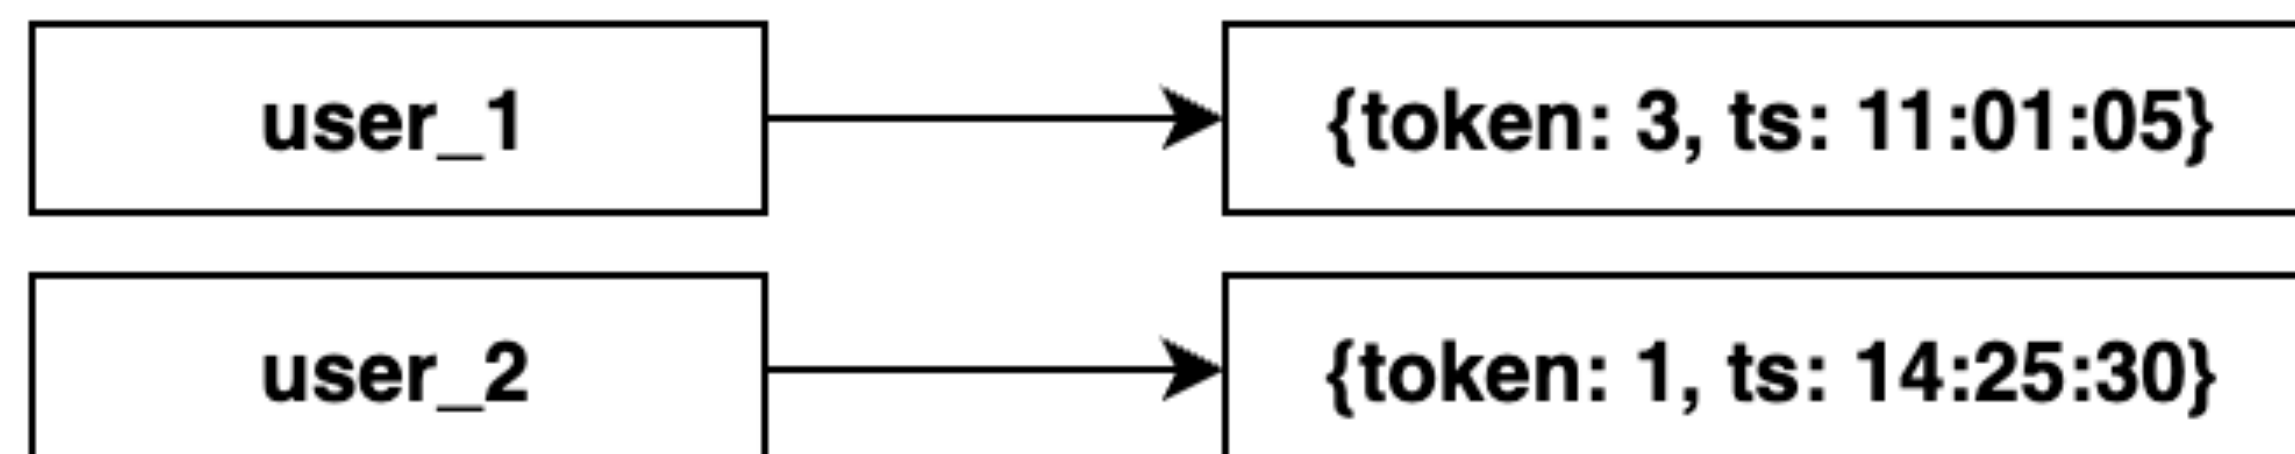 user_1
{token: 3, ts: 11:01:05}
user_2
{token: 1, ts: 14:25:30}